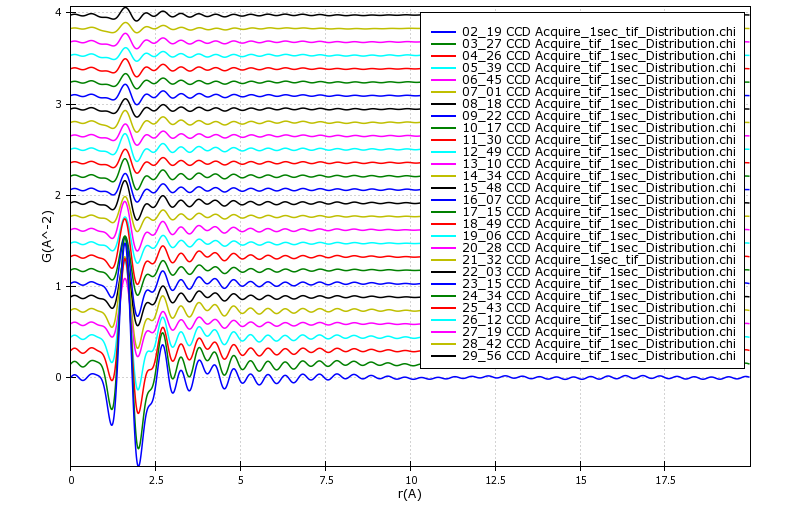 4
3
2
1
0
G(A^-2)
02_19 CCD Acquire_1sec_tif_Distribution.chi
03_27 CCD Acquire_tif_1sec_Distribution.chi
04_26 CCD Acquire_tif_1sec_Distribution.chi
05_39 CCD Acquire_tif_1sec_Distribution.chi
06_45 CCD Acquire_tif_1sec_Distribution.chi
07_01 CCD Acquire_tif_1sec_Distribution.chi
08_18 CCD Acquire_tif_1sec_Distribution.chi
09_22 CCD Acquire_tif_1sec_Distribution.chi
10_17 CCD Acquire_tif_1sec_Distribution.chi
11_30 CCD Acquire_tif_1sec_Distribution.chi
12_49 CCD Acquire_tif_1sec_Distribution.chi
13_10 CCD Acquire_tif_1sec_Distribution.chi
14_34 CCD Acquire_tif_1sec_Distribution.chi
15_48 CCD Acquire_tif_1sec_Distribution.chi
16_07 CCD Acquire_tif_1sec_Distribution.chi
17_15 CCD Acquire_tif_1sec_Distribution.chi
18_49 CCD Acquire_tif_1sec_Distribution.chi
19_06 CCD Acquire_tif_1sec_Distribution.chi
20_28 CCD Acquire_tif_1sec_Distribution.chi
21_32 CCD Acquire_1sec_tif_Distribution.chi
22_03 CCD Acquire_tif_1sec_Distribution.chi
23_15 CCD Acquire_tif_1sec_Distribution.chi
24_34 CCD Acquire_tif_1sec_Distribution.chi
25_43 CCD Acquire_tif_1sec_Distribution.chi
26_12 CCD Acquire_tif_1sec_Distribution.chi
27_19 CCD Acquire_tif_1sec_Distribution.chi
28_42 CCD Acquire_tif_1sec_Distribution.chi
29_56 CCD Acquire_tif_1sec_Distribution.chi
0 2.5 5 7.5 10 12.5 15 17.5
r(A)